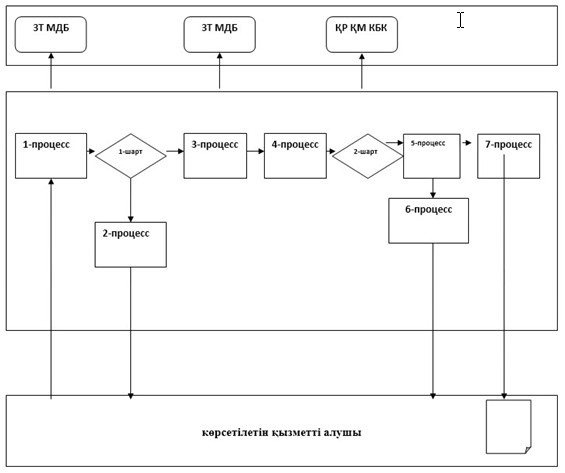 ЗТ МДБ
ЗТ МДБ
ҚР ҚМ КБК
1-процесс
1-шарт
3-процесс
4-процесс
2-шарт
5-процесс
7-процесс
2-процесс
6-процесс
көрсетілетін қызметті алушы